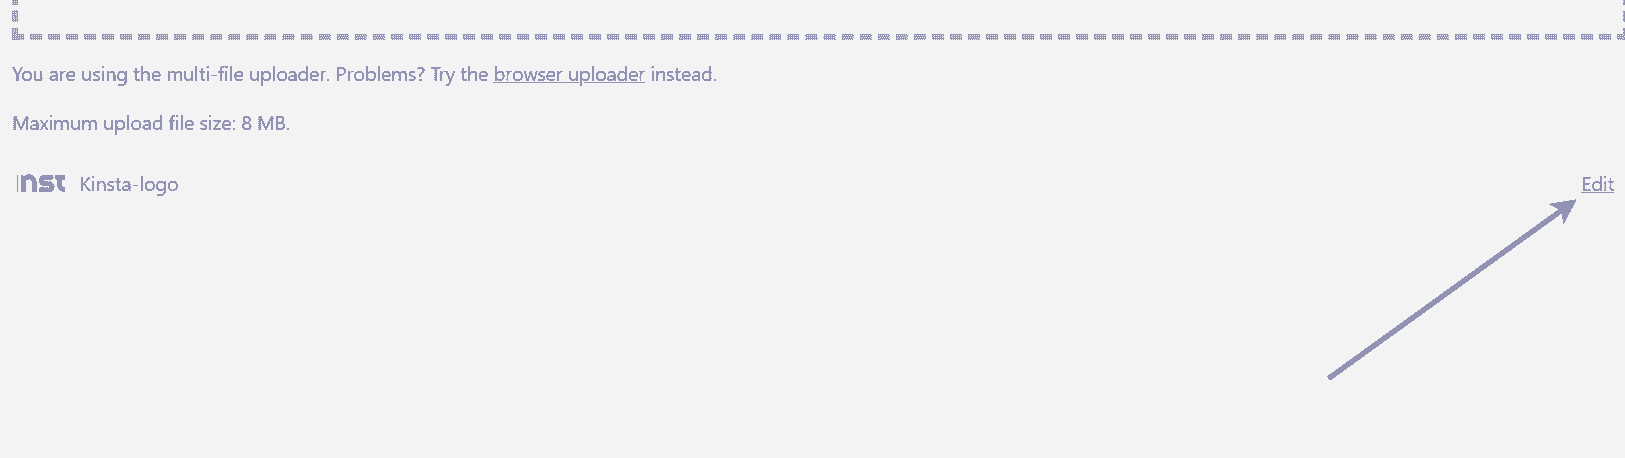 You are using the multi-file uploader. Problems? Try the browser uploader instead.
Maximum upload file size: 8 MB.
nst Kinsta-logo Edit